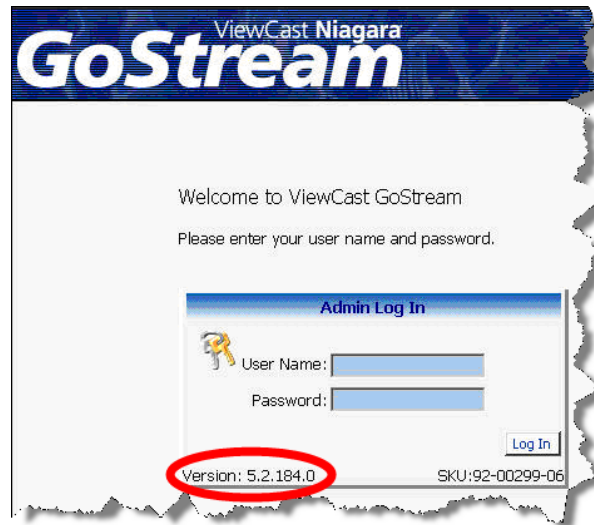 ViewCast Niagara
GoStream
Welcome to ViewCast GoStream
Please enter your user name and password.
Admin Log In
User Name:
Password:
Log In
Version: 5.2.184.0
SKU:92-00299-06